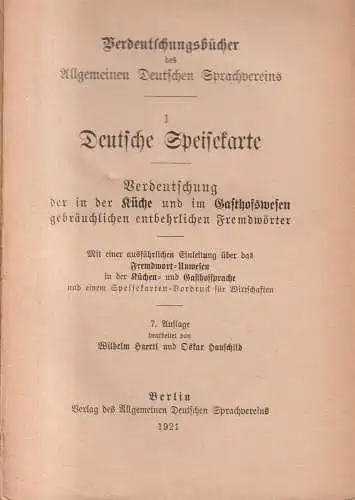 Verdeutschungsbücher
des
Allgemeinen Deutschen Sprachvereins
I
Deutsche Speisekarte
Verdeutschung
der in der Küche und im Gasthofswesen
gebräuchlichen entbehrlichen Fremdwörter
Mit einer ausführlichen Einleitung über das
Fremdwort-Unwesen
in der Küchen- und Gasthofsprache
und einem Speisekarten-Vordruck für Wirtschaften
7. Auflage
bearbeitet von
Wilhelm Haertl und Oskar Hauschild
Berlin
Verlag des Allgemeinen Deutschen Sprachvereins
1921